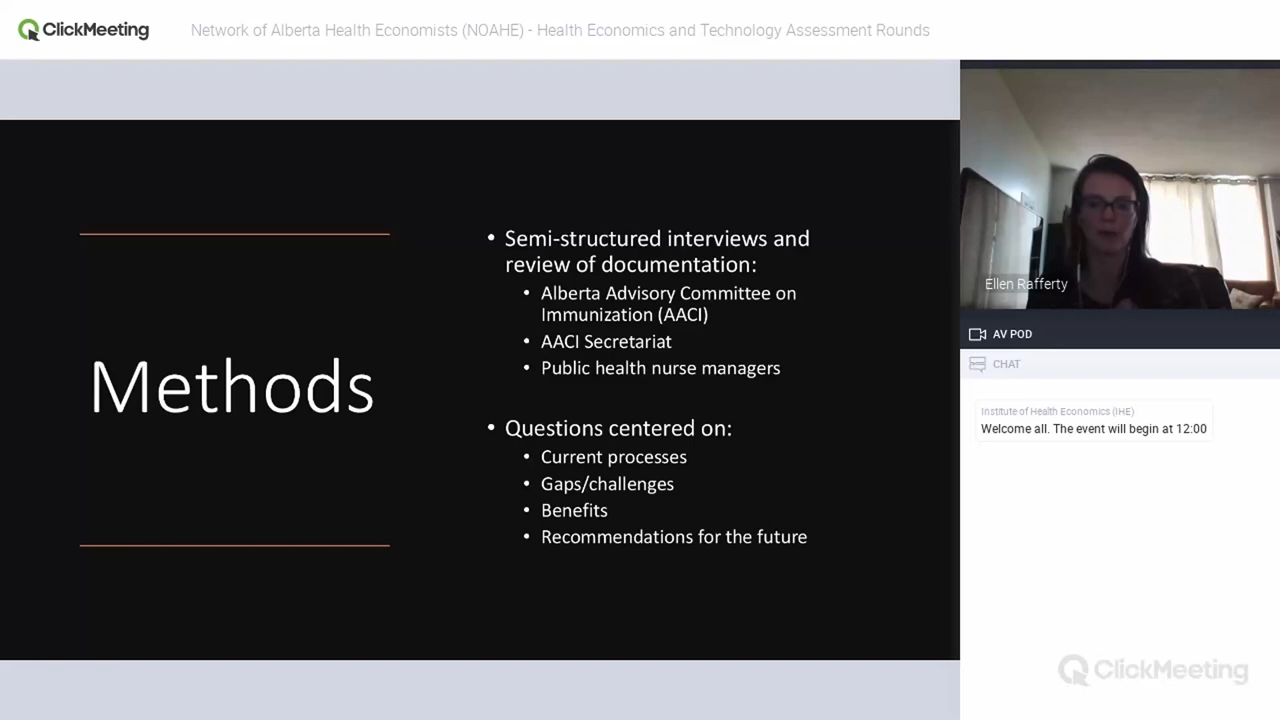 ClickMeeting
Network of Alberta Health Economists (NOAHE) - Health Economics and Technology Assessment Rounds
Methods
• Semi-structured interviews and
review of documentation:
• Alberta Advisory Committee on
Immunization (AACI)
• AACI Secretariat
• Public health nurse managers
• Questions centered on:
• Current processes
• Gaps/challenges
• Benefits
• Recommendations for the future
Ellen Rafferty
AV POD
CHAT
Institute of Health Economics (IHE)
Welcome all. The event will begin at 12:00
ClickMeeting